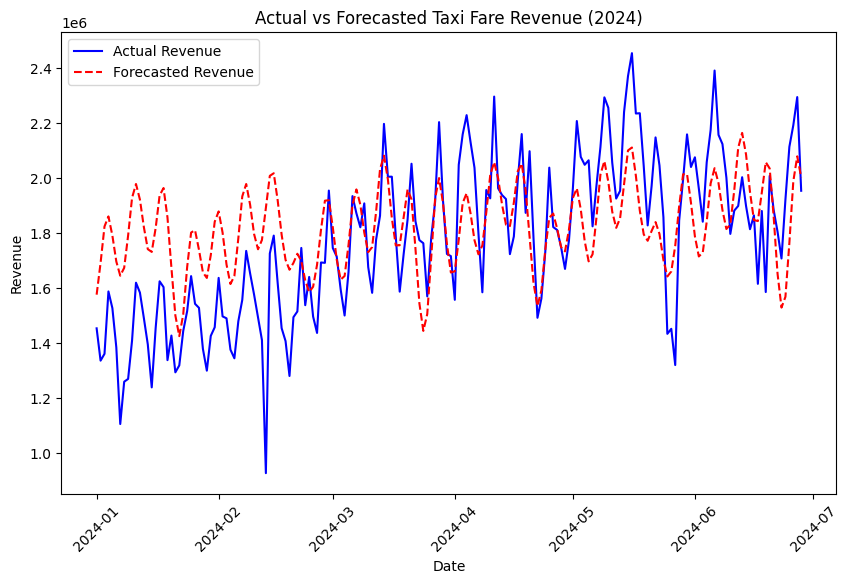 Actual vs Forecasted Taxi Fare Revenue (2024)
1e6
Actual Revenue
Forecasted Revenue
2.4
2.2
2.0
1.8
1.6
1.4
1.2
1.0
Revenue
2024-01
2024-02
2024-03
2024-04
2024-05
2024-06
2024-07
Date